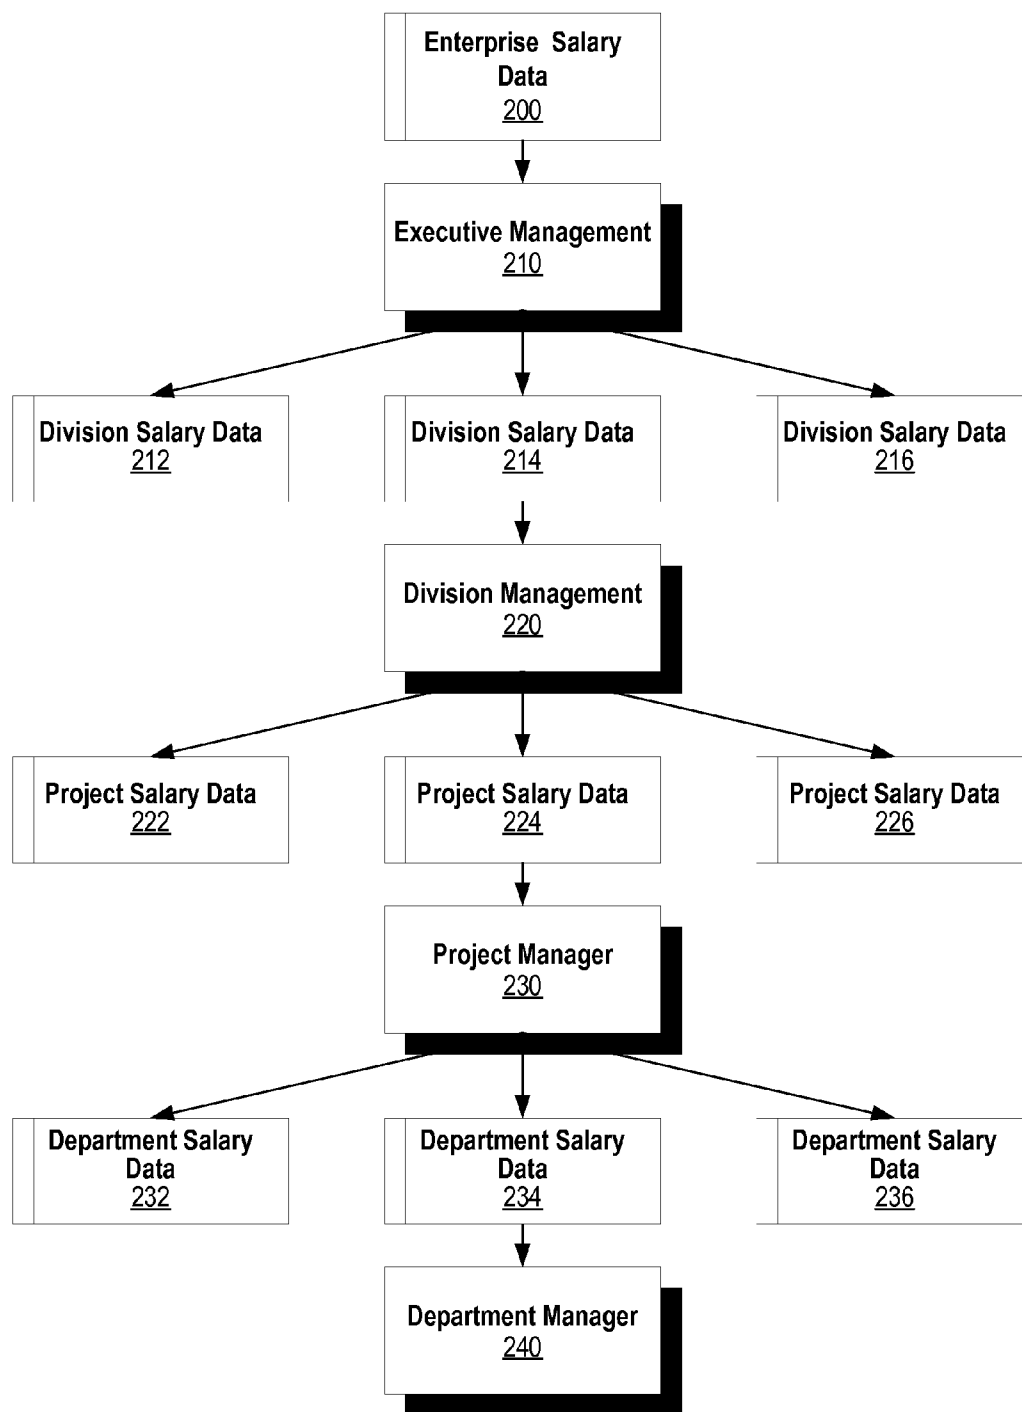 Enterprise Salary
Data
200
Executive Management
210
Division Salary Data
212
Division Salary Data
214
Division Salary Data
216
Division Management
220
Project Salary Data
222
Project Salary Data
224
Project Salary Data
226
Project Manager
230
Department Salary
Data
232
Department Salary
Data
234
Department Salary
Data
236
Department Manager
240